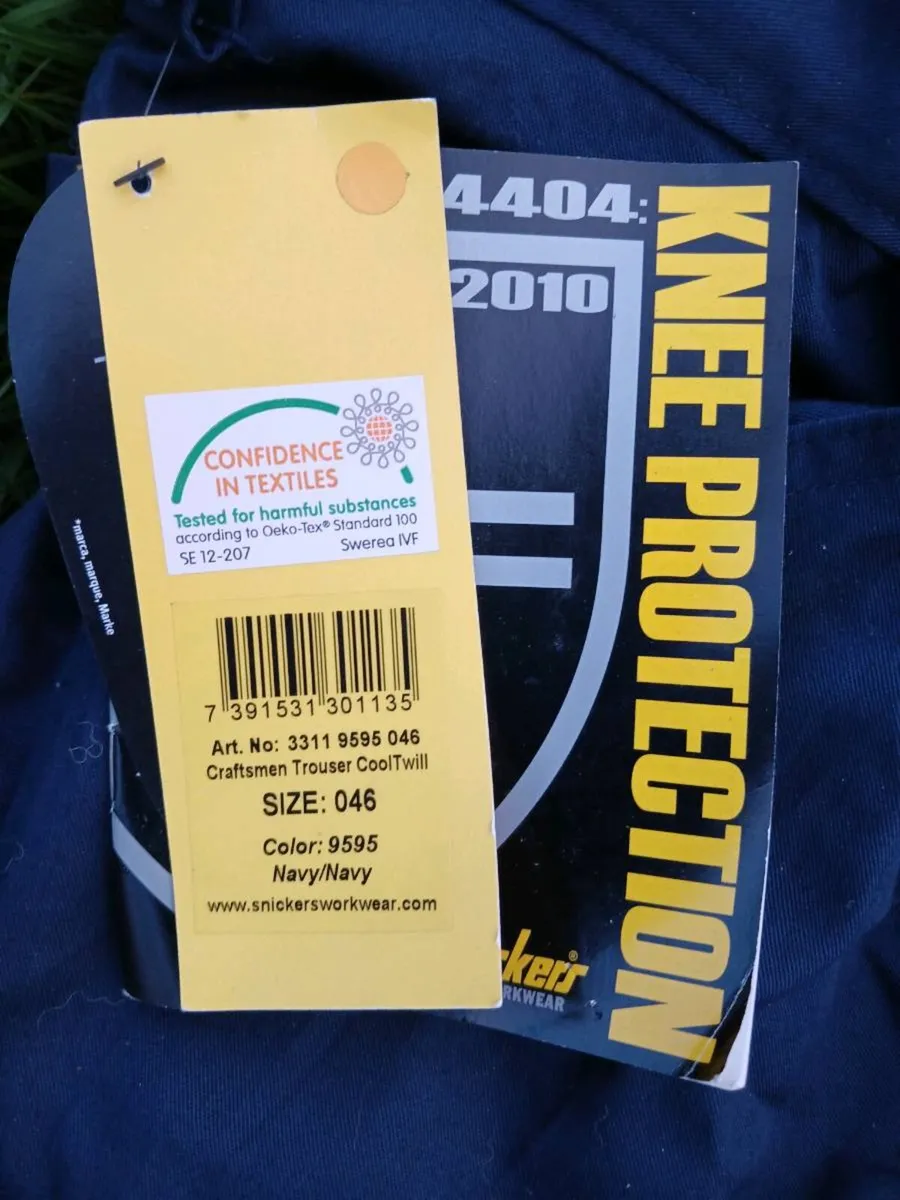 CONFIDENCE
IN TEXTILES
Tested for harmful substances
according to Oeko-Tex® Standard 100
SE 12-207 Swerea IVF
7 391531 301135
Art. No: 3311 9595 046
Craftsmen Trouser CoolTwill
SIZE: 046
Color: 9595
Navy/Navy
www.snickersworkwear.com
4404:
2010
KNEE PROTECTION
*marca, marque, Marke
ckers®
RKWEAR